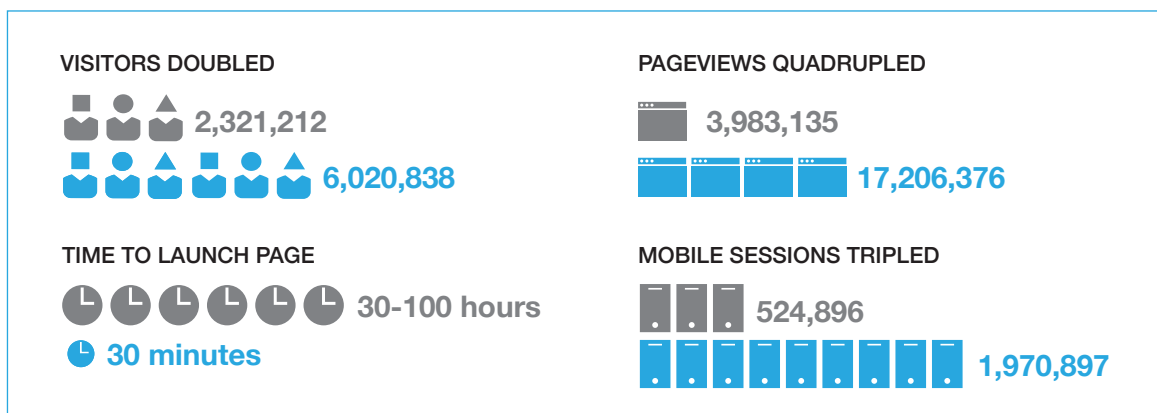 VISITORS DOUBLED
2,321,212
6,020,838
PAGEVIEWS QUADRUPLED
3,983,135
17,206,376
TIME TO LAUNCH PAGE
30-100 hours
30 minutes
MOBILE SESSIONS TRIPLED
524,896
1,970,897